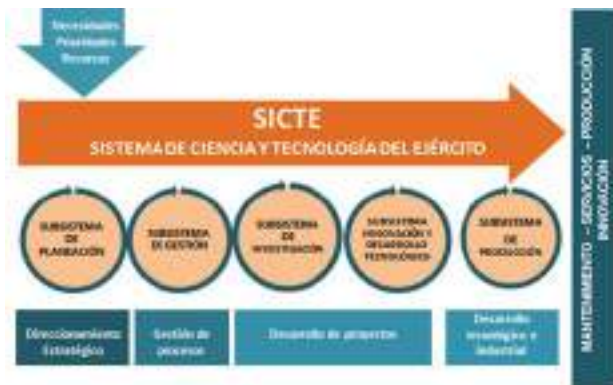 Necesidades
Prioridades
Recursos
SICTE
SISTEMA DE CIENCIA Y TECNOLOGÍA DEL EJÉRCITO
SUBSISTEMA
DE
PLANEACIÓN
SUBSISTEMA
DE GESTIÓN
SUBSISTEMA
DE
INVESTIGACIÓN
SUBSISTEMA
INNOVACIÓN Y
DESARROLLO
TECNOLÓGICO
SUBSISTEMA
DE
PRODUCCIÓN
Direccionamiento
Estratégico
Gestión de
procesos
Desarrollo de proyectos
Desarrollo
tecnológico e
industrial
MANTENIMIENTO - SERVICIOS - PRODUCCIÓN
INNOVACIÓN